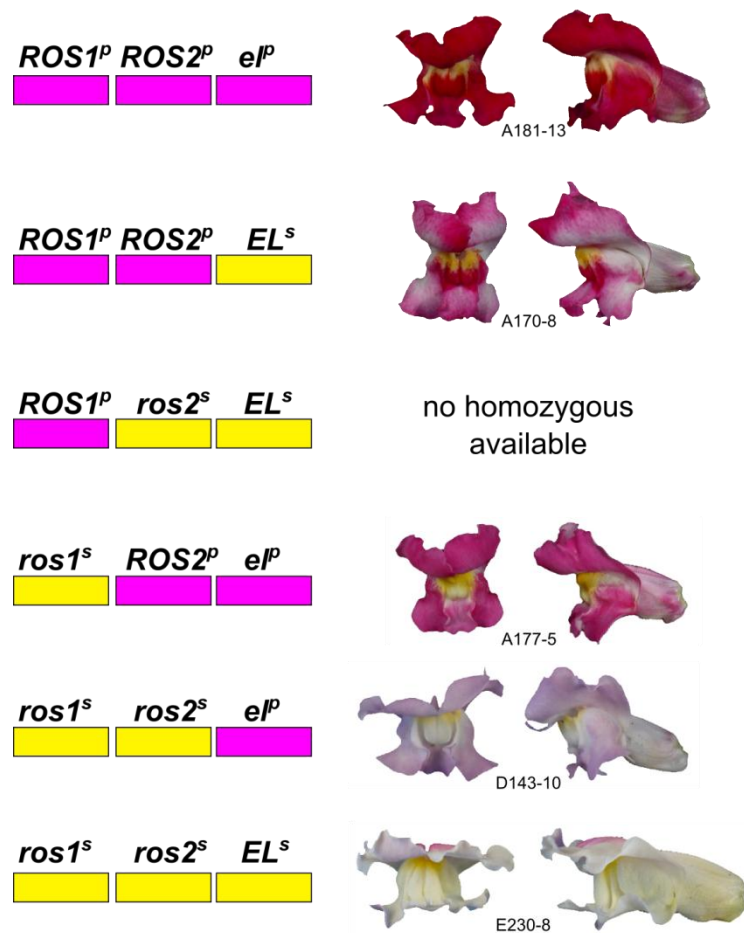 ROS1ᵖ ROS2ᵖ elᵖ
A181-13
ROS1ᵖ ROS2ᵖ ELˢ
A170-8
ROS1ᵖ ros2ˢ ELˢ
no homozygous
available
ros1ˢ ROS2ᵖ elᵖ
A177-5
ros1ˢ ros2ˢ elᵖ
D143-10
ros1ˢ ros2ˢ ELˢ
E230-8